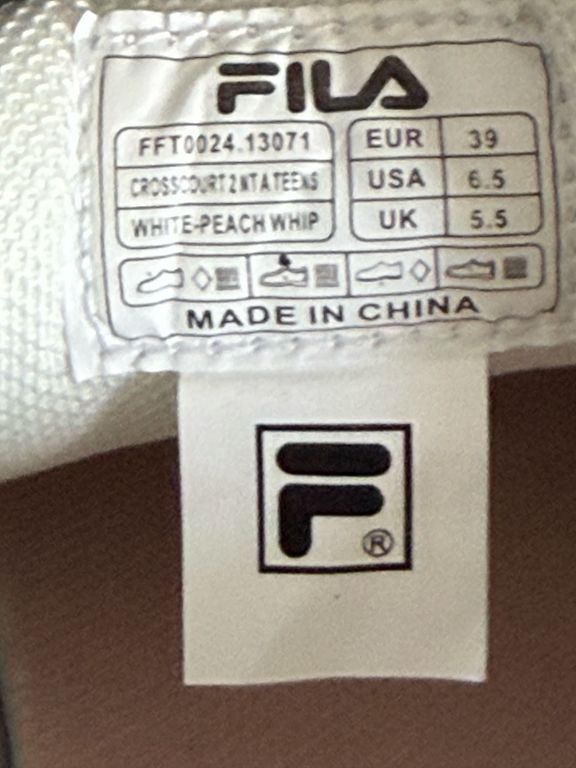 FILA
FFT0024.13071
CROSSCOURT 2 NT A TEENS
WHITE-PEACH WHIP
EUR 39
USA 6.5
UK 5.5
MADE IN CHINA
F
®